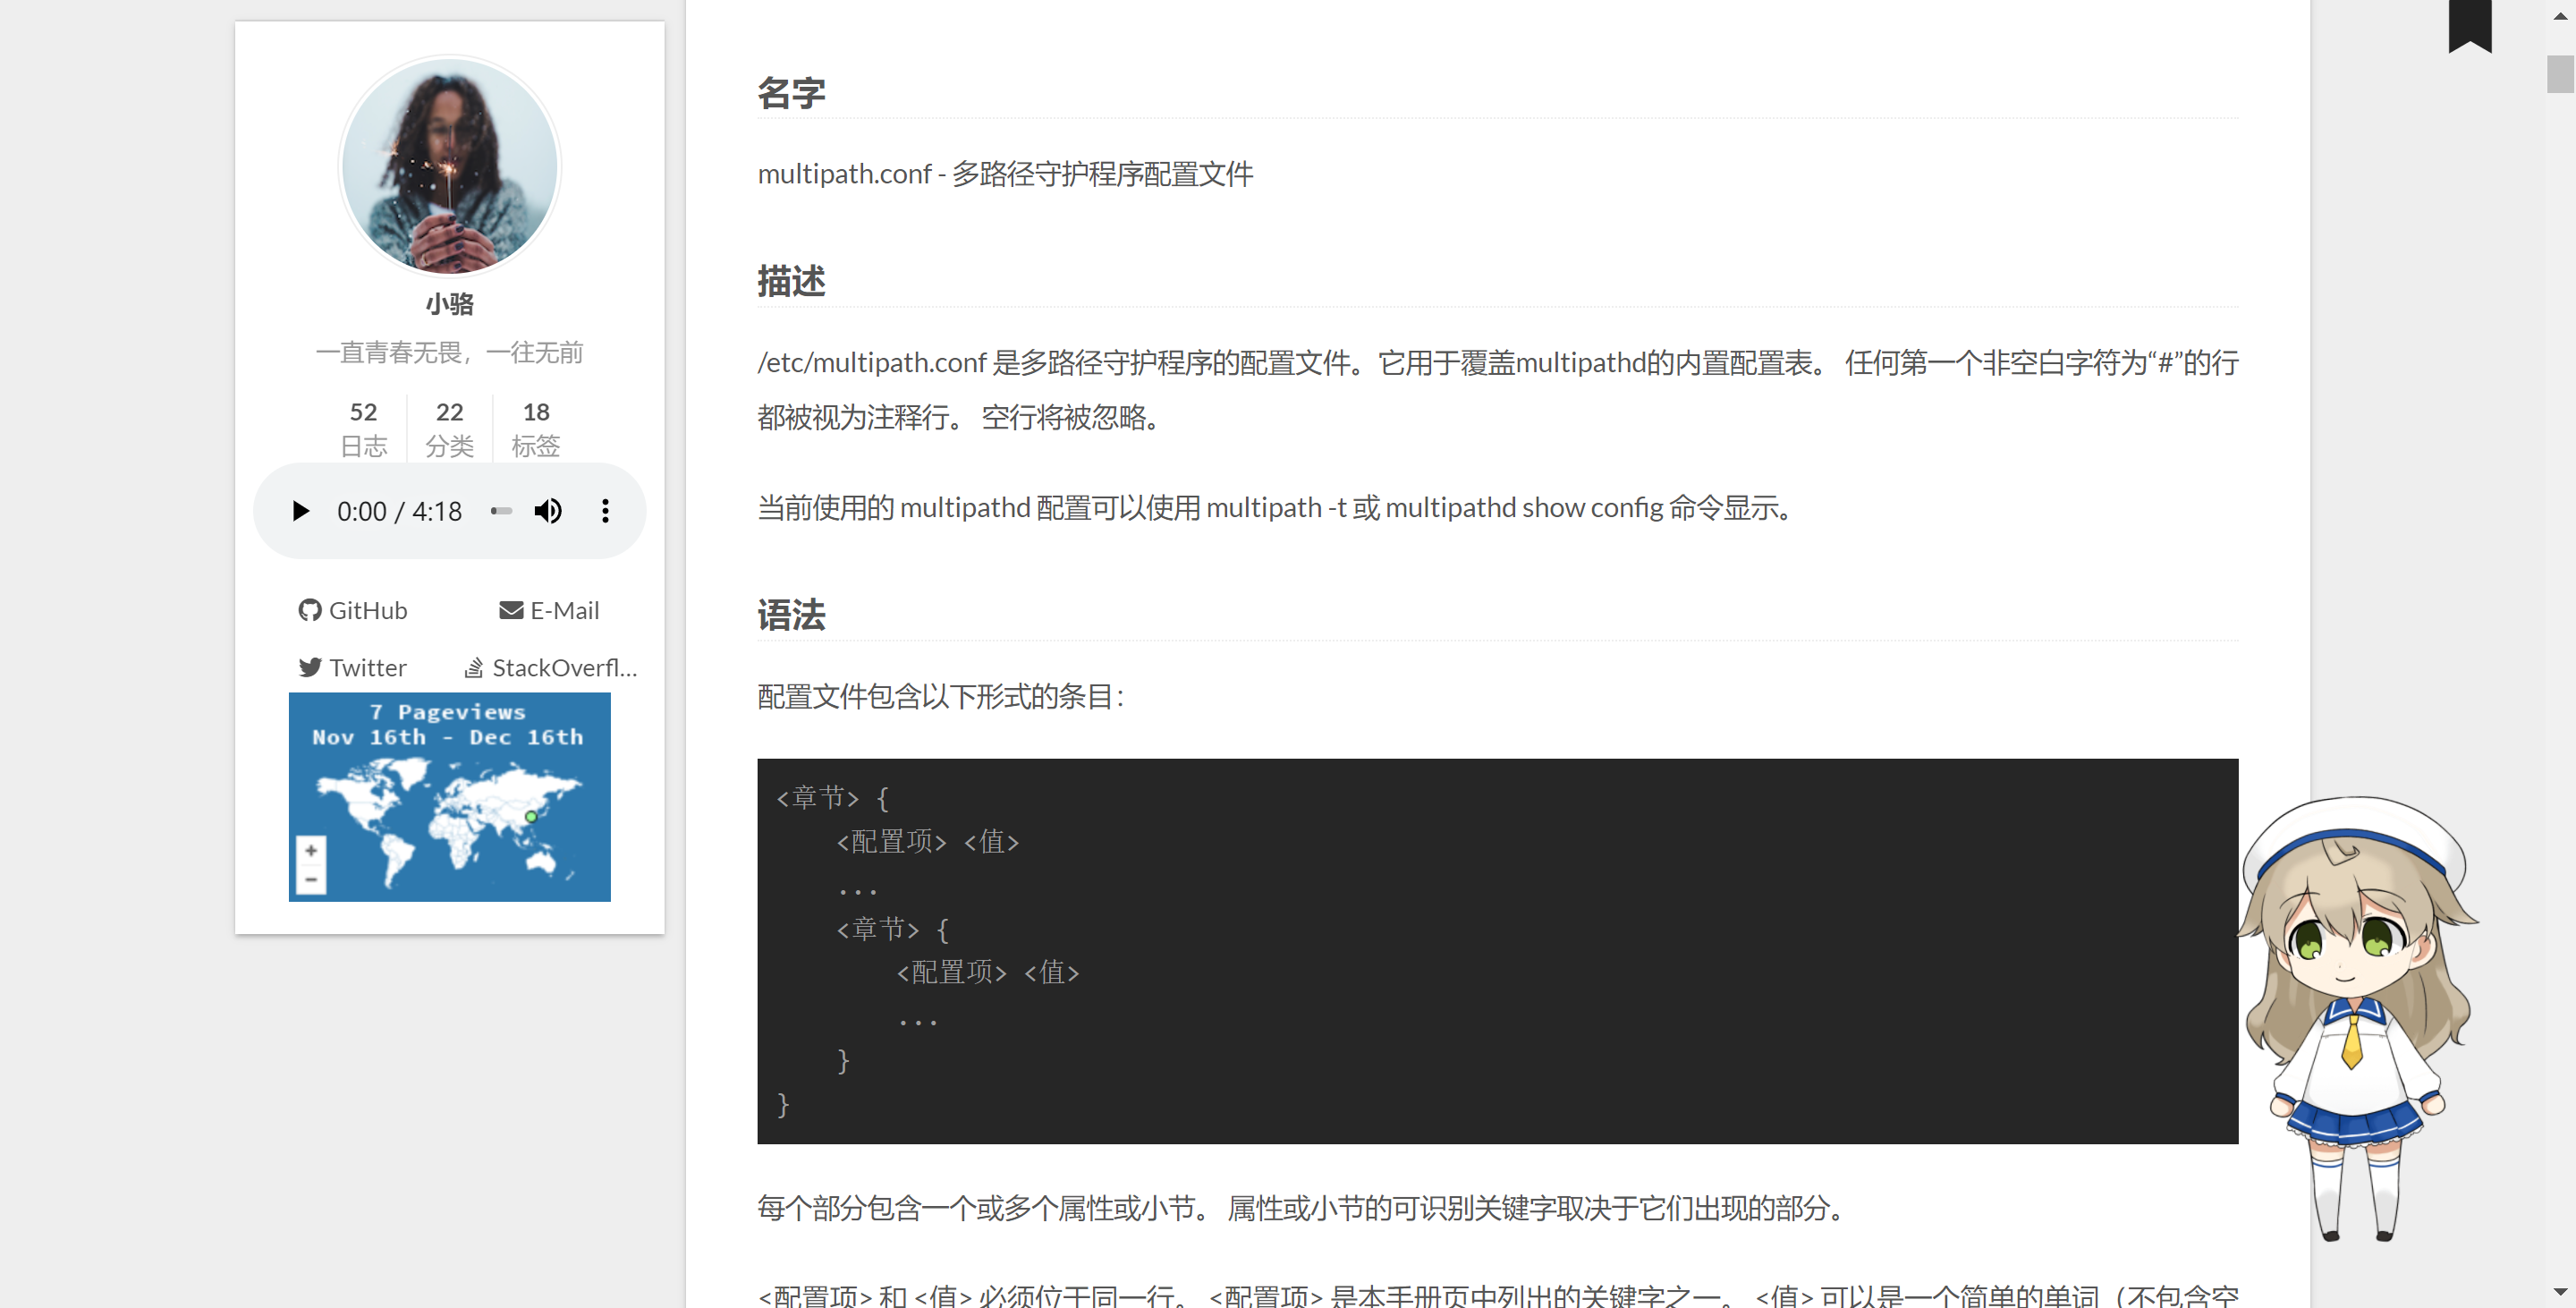 小骆
一直青春无畏，一往无前
52 22 18
日志 分类 标签
0:00 / 4:18
GitHub E-Mail
Twitter StackOverfl...
7 Pageviews
Nov 16th - Dec 16th
+
−
名字
multipath.conf - 多路径守护程序配置文件
描述
/etc/multipath.conf 是多路径守护程序的配置文件。它用于覆盖multipathd的内置配置表。 任何第一个非空白字符为“#”的行
都被视为注释行。 空行将被忽略。
当前使用的 multipathd 配置可以使用 multipath -t 或 multipathd show config 命令显示。
语法
配置文件包含以下形式的条目：
<章节> {
<配置项> <值>
...
<章节> {
<配置项> <值>
...
}
}
每个部分包含一个或多个属性或小节。 属性或小节的可识别关键字取决于它们出现的部分。
<配置项> 和 <值> 必须位于同一行。 <配置项> 是本手册页中列出的关键字之一。 <值> 可以是一个简单的单词（不包含空